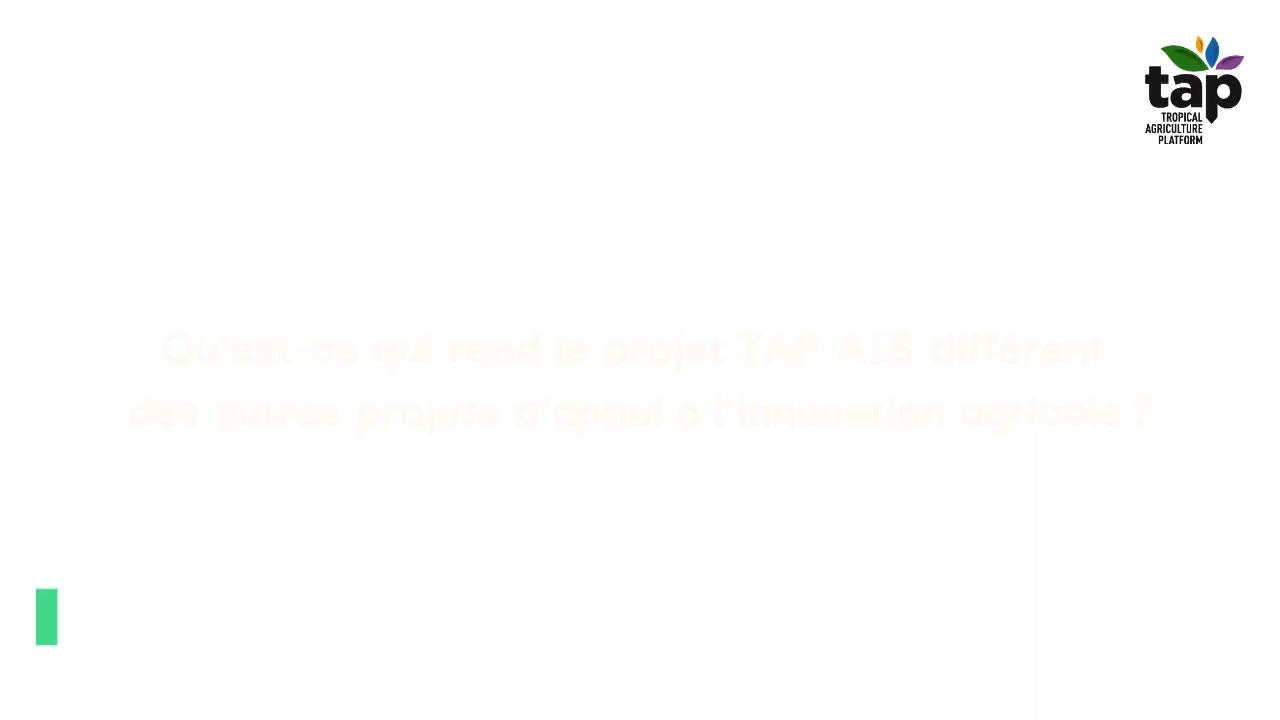 tap
TROPICAL
AGRICULTURE
PLATFORM
Qu'est-ce qui rend le projet TAP-AIS différent
des autres projets d'appui à l'innovation agricole ?